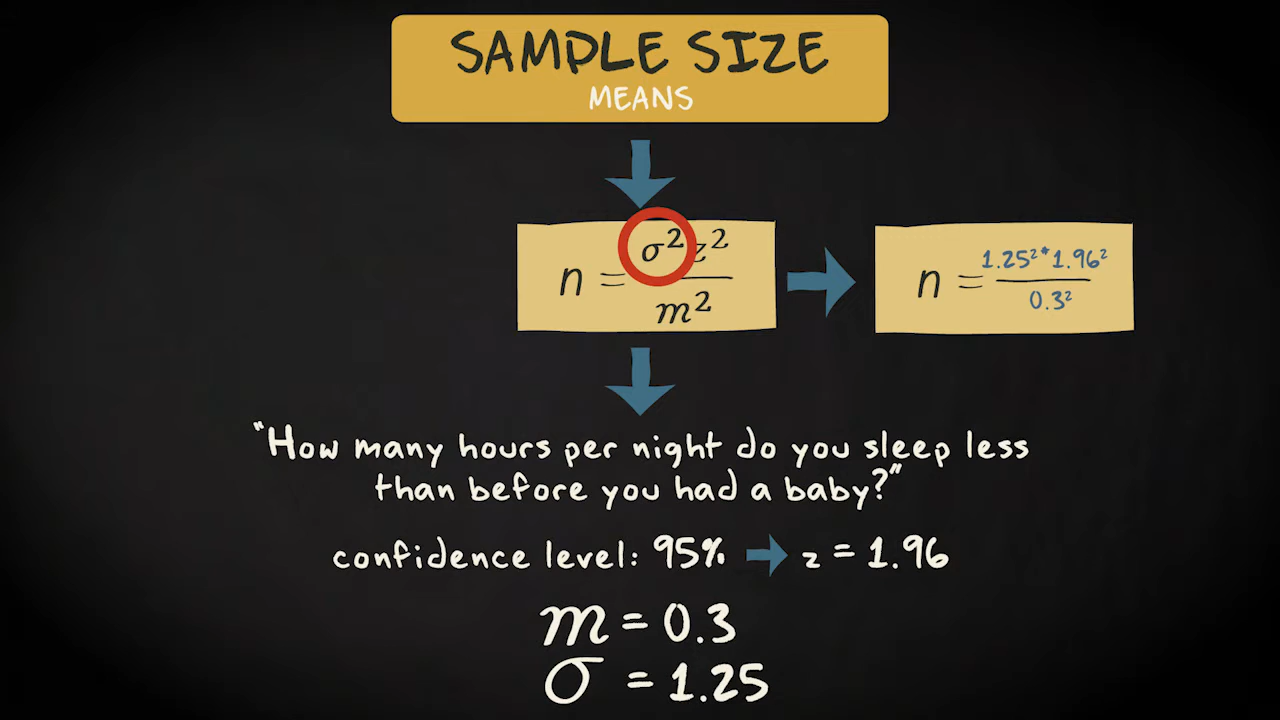 SAMPLE SIZE
MEANS
n = σ²z² / m²
n = 1.25² * 1.96² / 0.3²
"How many hours per night do you sleep less
than before you had a baby?"
confidence level: 95% z = 1.96
m = 0.3
σ = 1.25